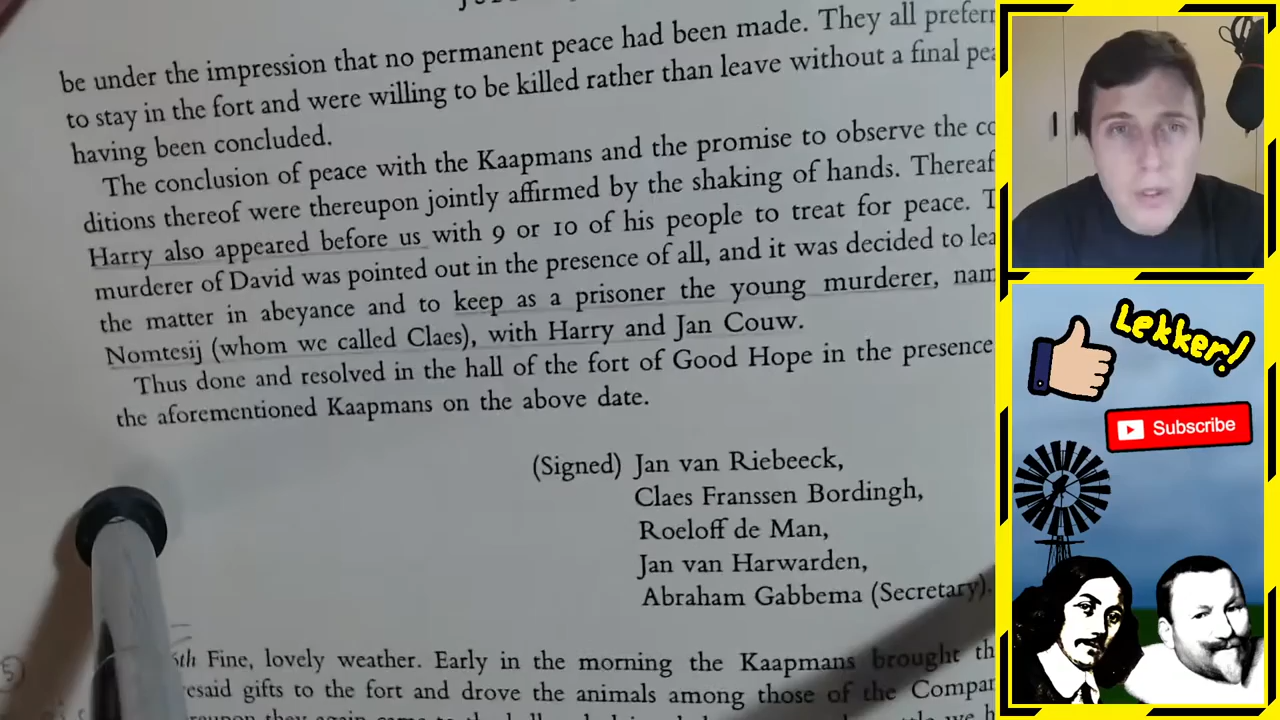 be under the impression that no permanent peace had been made. They all preferr
to stay in the fort and were willing to be killed rather than leave without a final pea
having been concluded.
The conclusion of peace with the Kaapmans and the promise to observe the co
ditions thereof were thereupon jointly affirmed by the shaking of hands. Thereaf
Harry also appeared before us with 9 or 10 of his people to treat for peace. T
murderer of David was pointed out in the presence of all, and it was decided to lea
the matter in abeyance and to keep as a prisoner the young murderer, nam
Nomtesij (whom we called Claes), with Harry and Jan Couw.
Thus done and resolved in the hall of the fort of Good Hope in the presence
the aforementioned Kaapmans on the above date.
(Signed) Jan van Riebeeck,
Claes Franssen Bordingh,
Roeloff de Man,
Jan van Harwarden,
Abraham Gabbema (Secretary).
6th Fine, lovely weather. Early in the morning the Kaapmans brought th
esaid gifts to the fort and drove the animals among those of the Compan
Lekker!
Subscribe